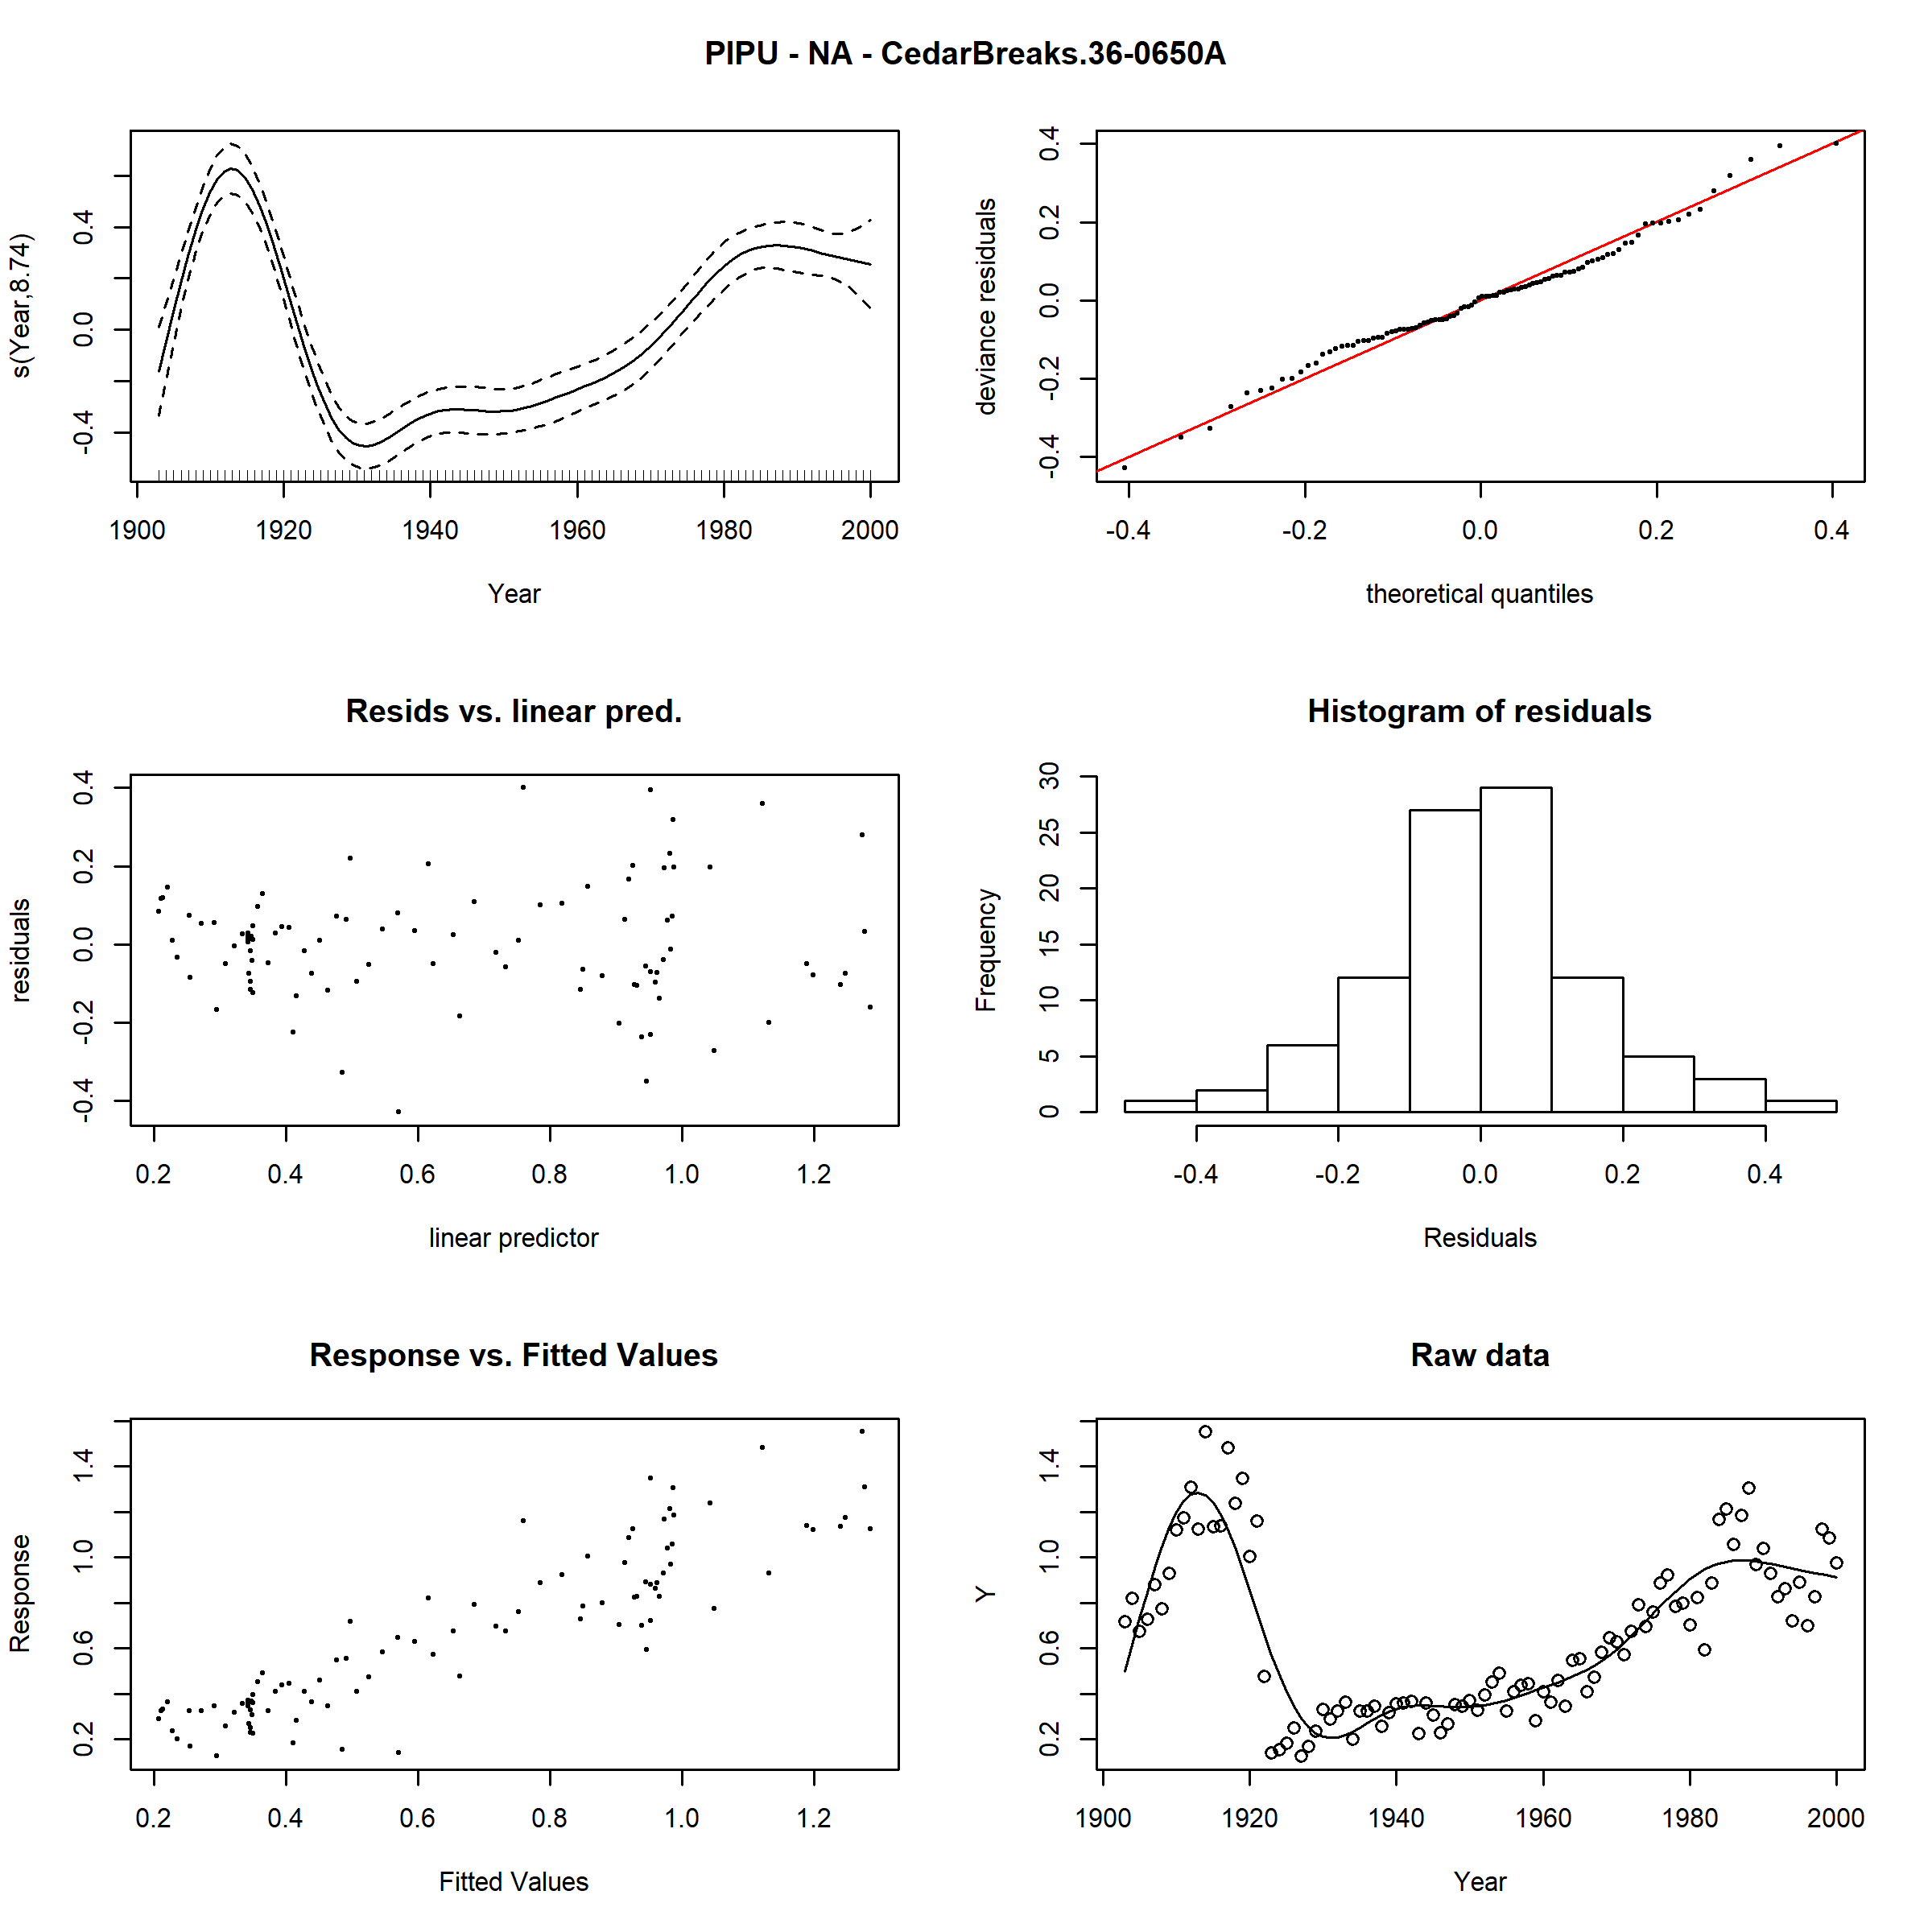 PIPU - NA - CedarBreaks.36-0650A
s(Year,8.74)
-0.4 0.0 0.4
1900 1920 1940 1960 1980 2000
Year
deviance residuals
-0.4 -0.2 0.0 0.2 0.4
-0.4 -0.2 0.0 0.2 0.4
theoretical quantiles
Resids vs. linear pred.
residuals
-0.4 -0.2 0.0 0.2 0.4
0.2 0.4 0.6 0.8 1.0 1.2
linear predictor
Histogram of residuals
Frequency
0 5 10 15 20 25 30
-0.4 -0.2 0.0 0.2 0.4
Residuals
Response vs. Fitted Values
Response
0.2 0.6 1.0 1.4
0.2 0.4 0.6 0.8 1.0 1.2
Fitted Values
Raw data
Y
0.2 0.6 1.0 1.4
1900 1920 1940 1960 1980 2000
Year